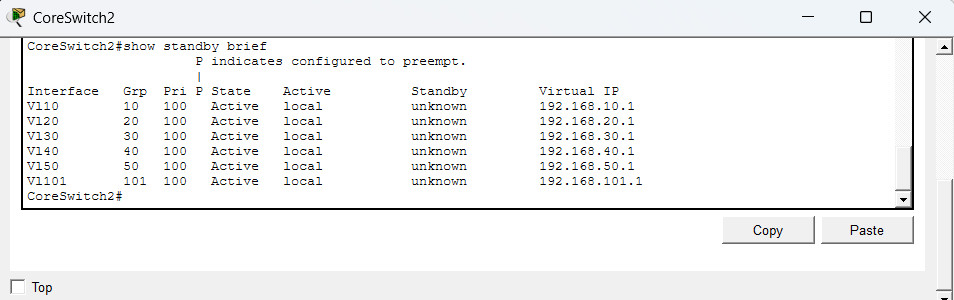 CoreSwitch2
CoreSwitch2#show standby brief
P indicates configured to preempt.
|
Interface Grp Pri P State Active Standby Virtual IP
Vl10 10 100 Active local unknown 192.168.10.1
Vl20 20 100 Active local unknown 192.168.20.1
Vl30 30 100 Active local unknown 192.168.30.1
Vl40 40 100 Active local unknown 192.168.40.1
Vl50 50 100 Active local unknown 192.168.50.1
Vl101 101 100 Active local unknown 192.168.101.1
CoreSwitch2#
Copy Paste
Top